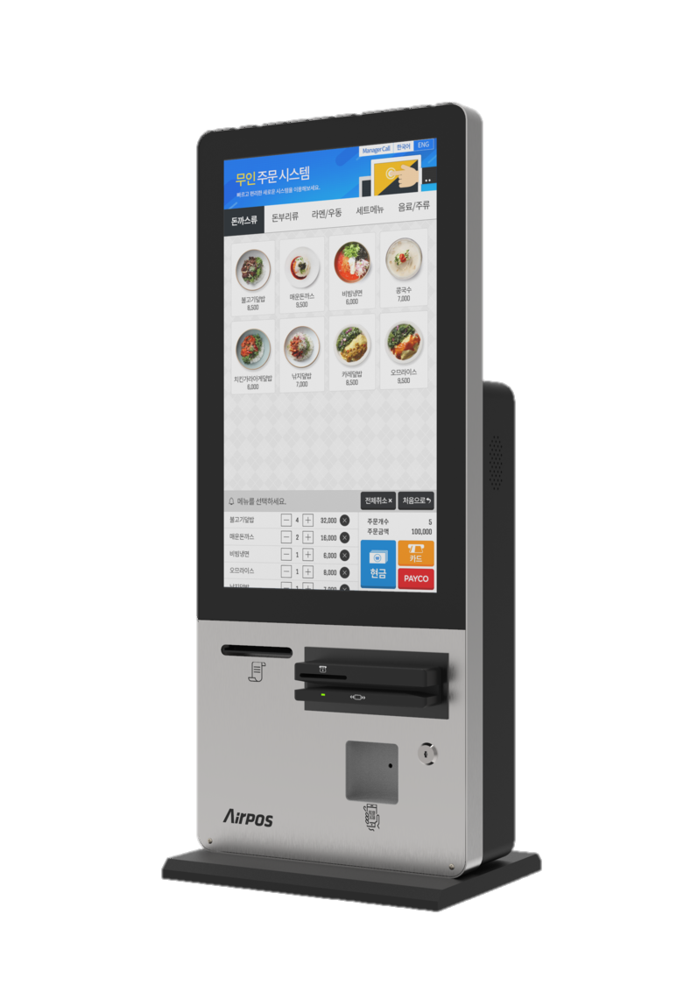 Manager Call 한국어 ENG
무인 주문 시스템
빠르고 편리한 새로운 시스템을 이용해보세요.
돈까스류 돈부리류 라멘/우동 세트메뉴 음료/주류
불고기덮밥 매운돈까스 비빔냉면 콩국수
8,500 9,500 6,000 7,000
치킨가라아게덮밥 낙지덮밥 카레덮밥 오므라이스
6,000 7,000 8,500 9,500
메뉴를 선택하세요. 전체취소 × 처음으로
불고기덮밥 − 4 + 32,000 ×
매운돈까스 − 2 + 16,000 ×
비빔냉면 − 1 + 6,000 ×
오므라이스 − 1 + 8,000 ×
낙지덮밥 1 7,000
주문개수 5
주문금액 100,000
현금
카드
PAYCO
AirPOS